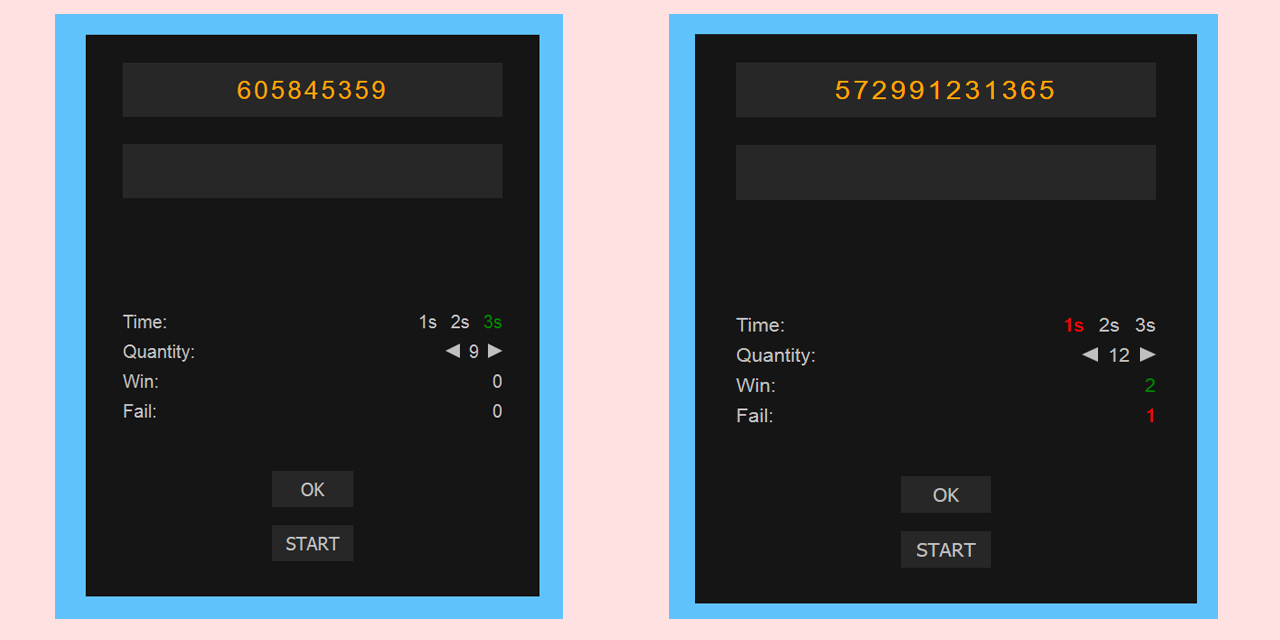 605845359
Time: 1s 2s 3s
Quantity: ◀ 9 ▶
Win: 0
Fail: 0
OK
START
572991231365
Time: 1s 2s 3s
Quantity: ◀ 12 ▶
Win: 2
Fail: 1
OK
START